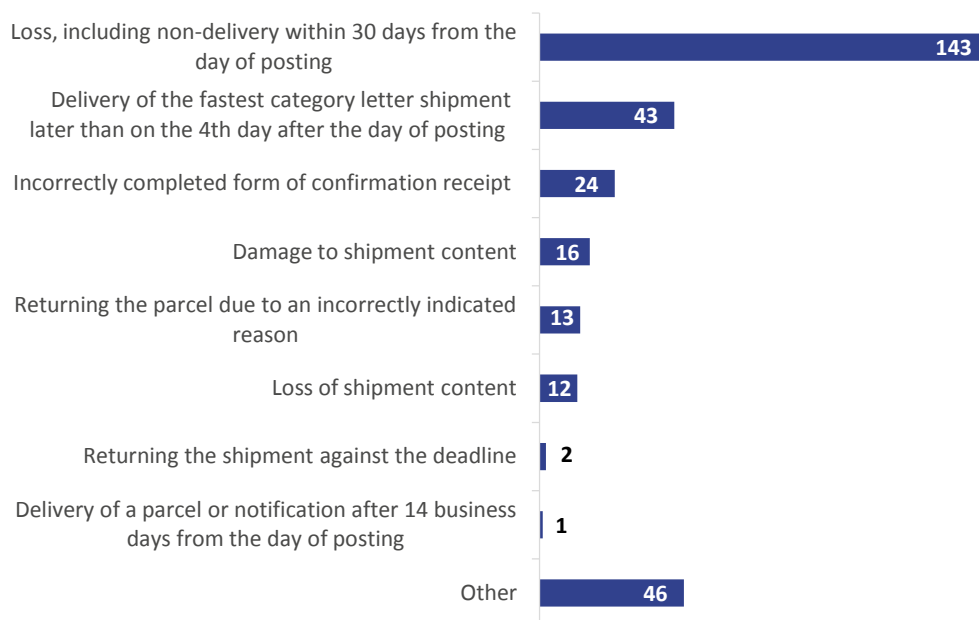 Loss, including non-delivery within 30 days from the
day of posting
143
Delivery of the fastest category letter shipment
later than on the 4th day after the day of posting
43
Incorrectly completed form of confirmation receipt
24
Damage to shipment content
16
Returning the parcel due to an incorrectly indicated
reason
13
Loss of shipment content
12
Returning the shipment against the deadline
2
Delivery of a parcel or notification after 14 business
days from the day of posting
1
Other
46